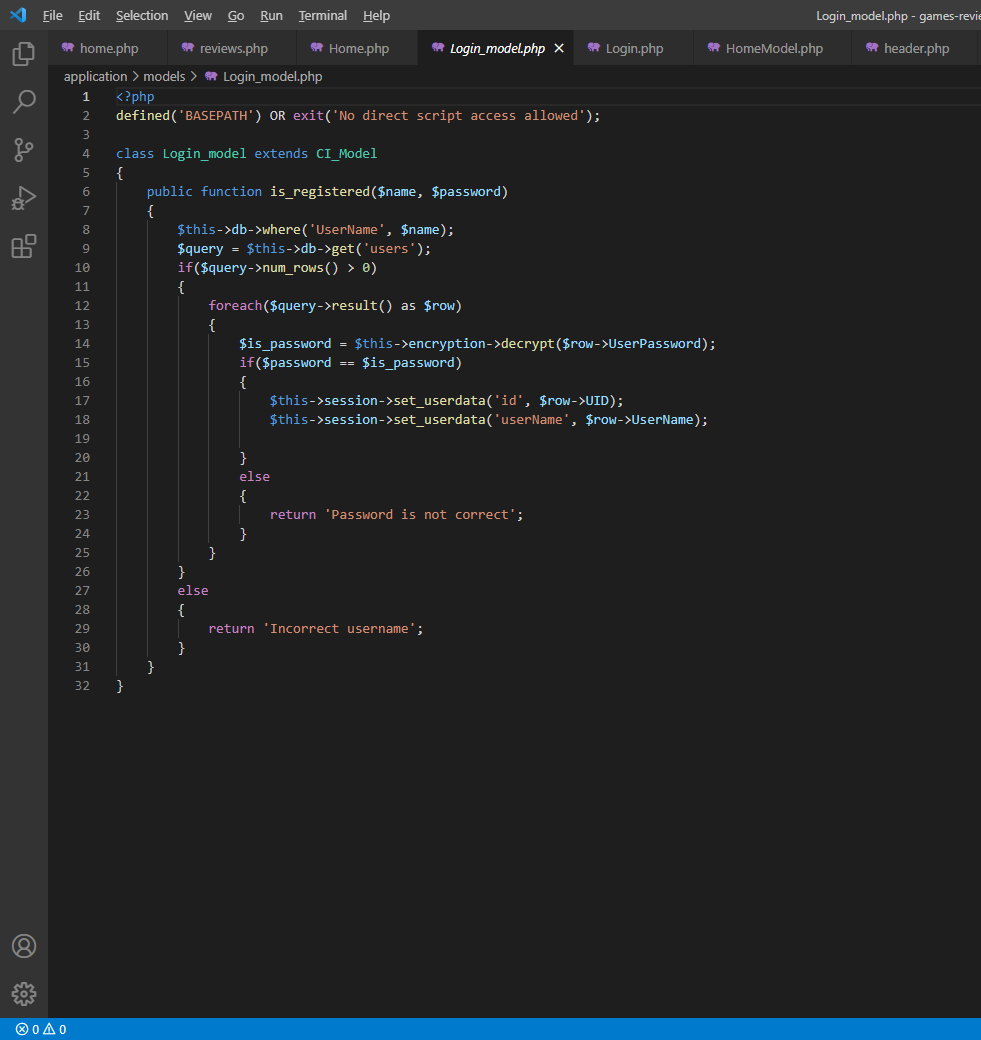 File Edit Selection View Go Run Terminal Help Login_model.php - games-revie
home.php reviews.php Home.php Login_model.php × Login.php HomeModel.php header.php
application > models > Login_model.php
1 <?php
2 defined('BASEPATH') OR exit('No direct script access allowed');
3
4 class Login_model extends CI_Model
5 {
6 public function is_registered($name, $password)
7 {
8 $this->db->where('UserName', $name);
9 $query = $this->db->get('users');
10 if($query->num_rows() > 0)
11 {
12 foreach($query->result() as $row)
13 {
14 $is_password = $this->encryption->decrypt($row->UserPassword);
15 if($password == $is_password)
16 {
17 $this->session->set_userdata('id', $row->UID);
18 $this->session->set_userdata('userName', $row->UserName);
19
20 }
21 else
22 {
23 return 'Password is not correct';
24 }
25 }
26 }
27 else
28 {
29 return 'Incorrect username';
30 }
31 }
32 }
0 0